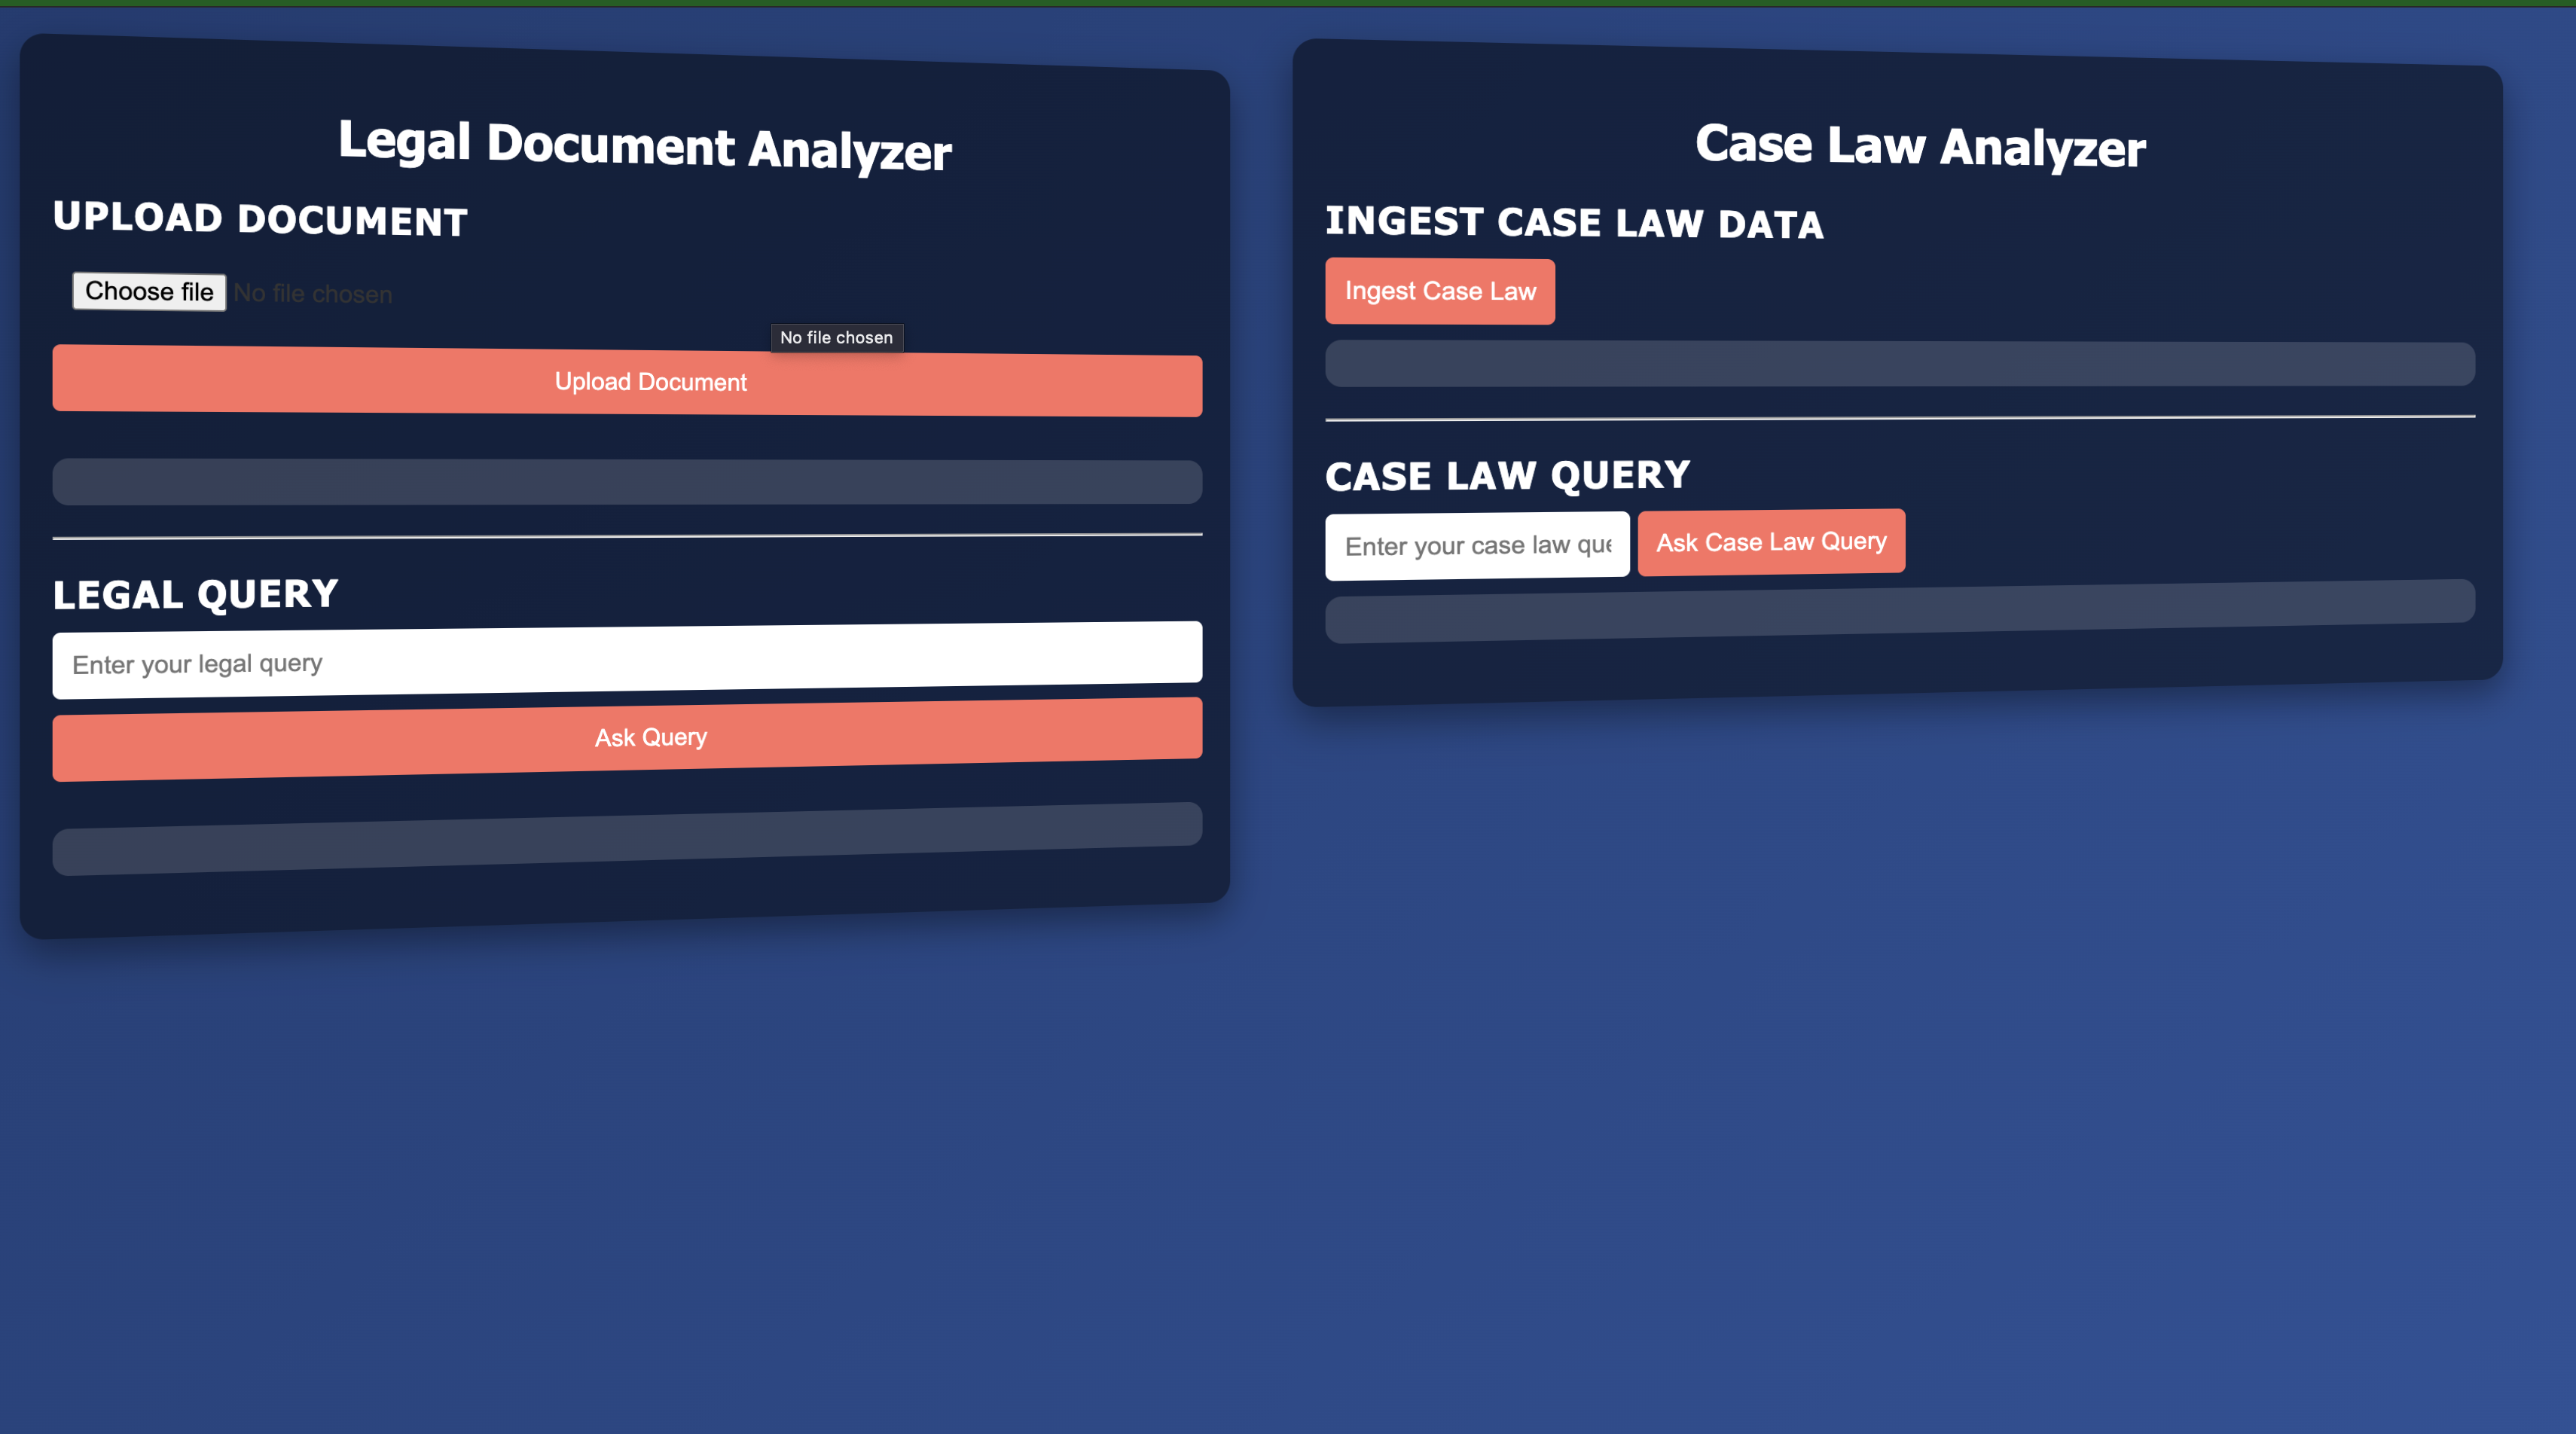 Legal Document Analyzer
UPLOAD DOCUMENT
Choose file No file chosen
No file chosen
Upload Document
LEGAL QUERY
Enter your legal query
Ask Query
Case Law Analyzer
INGEST CASE LAW DATA
Ingest Case Law
CASE LAW QUERY
Enter your case law que
Ask Case Law Query